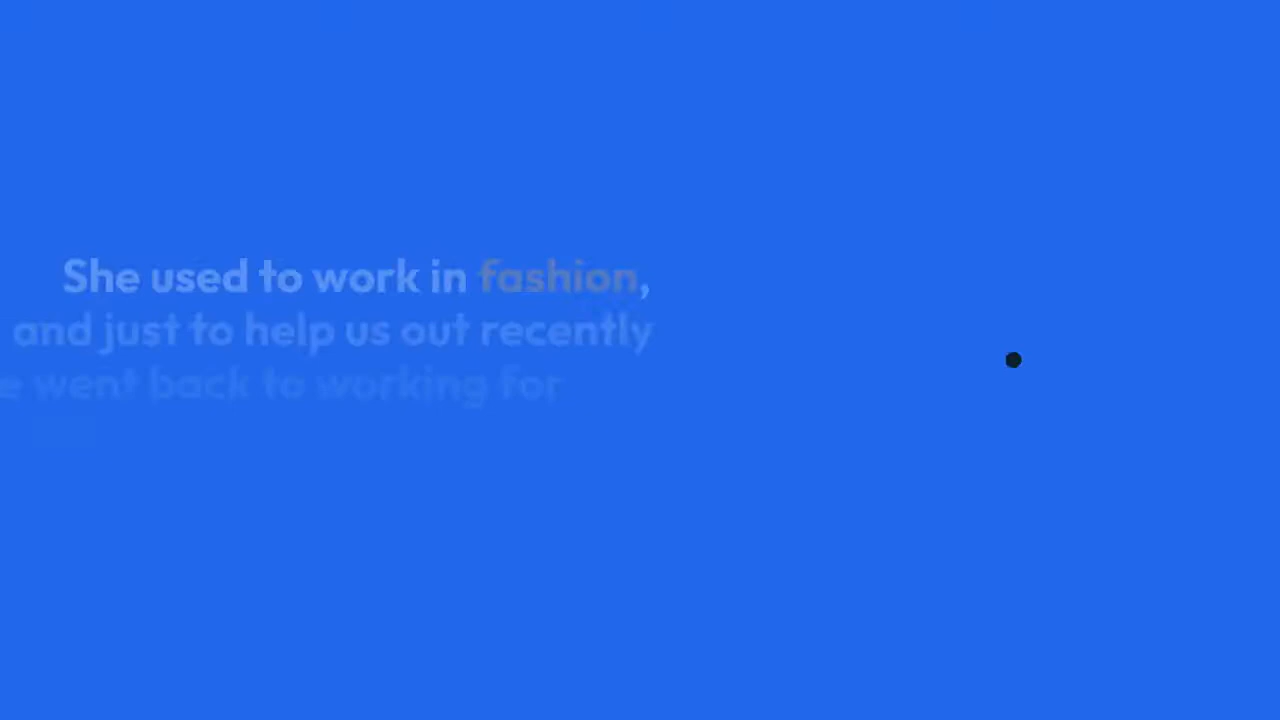 She used to work in fashion,
and just to help us out recently
went back to working for